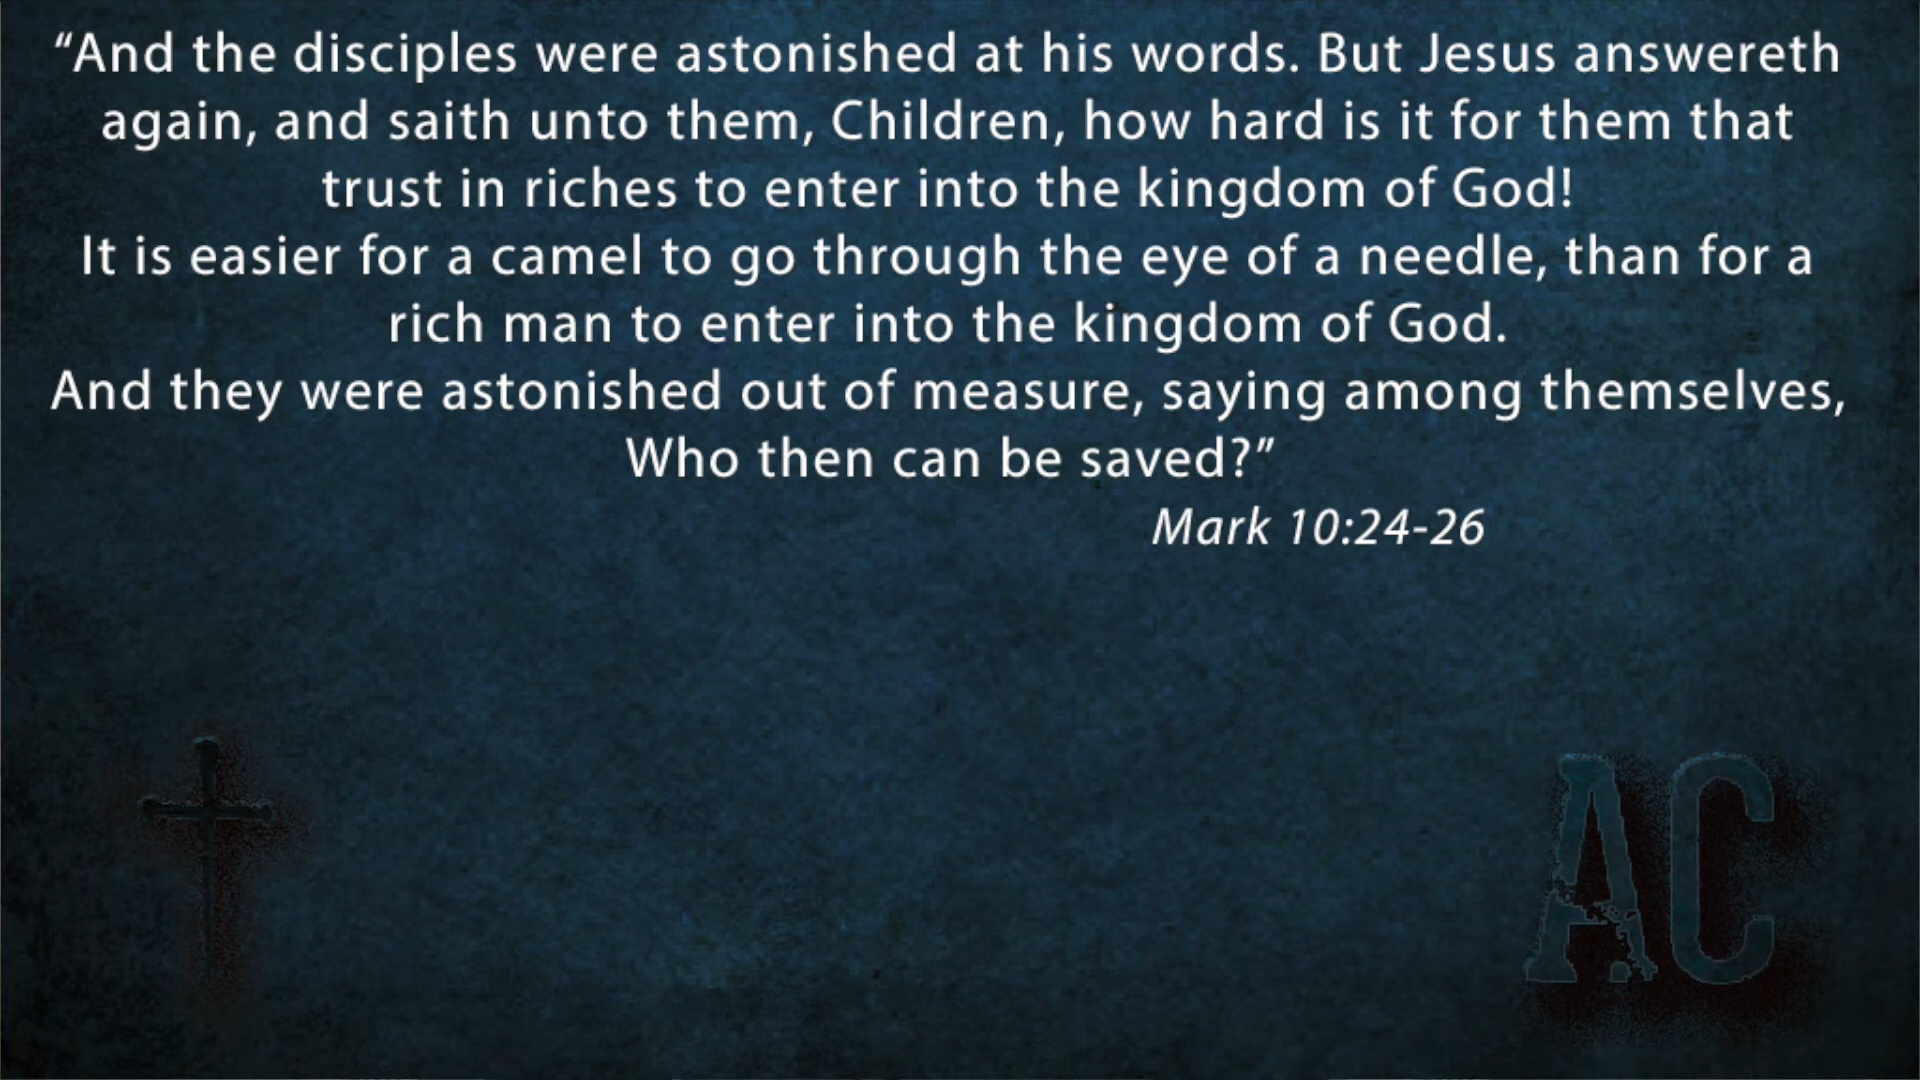 “And the disciples were astonished at his words. But Jesus answereth
again, and saith unto them, Children, how hard is it for them that
trust in riches to enter into the kingdom of God!
It is easier for a camel to go through the eye of a needle, than for a
rich man to enter into the kingdom of God.
And they were astonished out of measure, saying among themselves,
Who then can be saved?”
Mark 10:24-26
AC